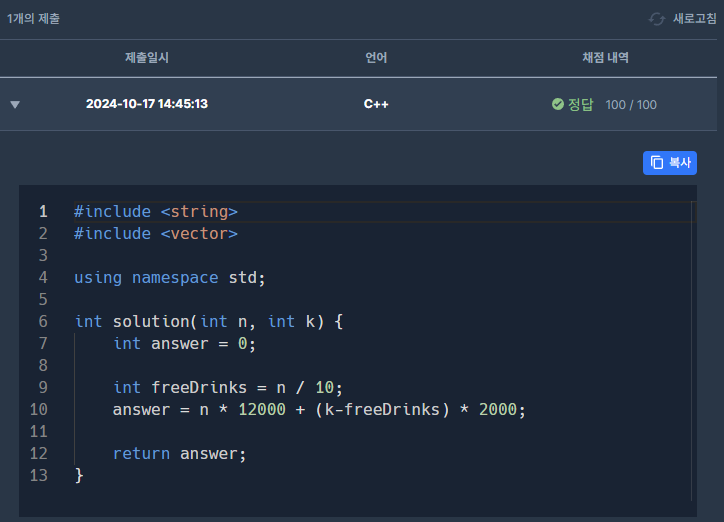 1개의 제출
새로고침
제출일시 언어 채점 내역
2024-10-17 14:45:13 C++ 정답 100 / 100
복사
1 #include <string>
2 #include <vector>
3
4 using namespace std;
5
6 int solution(int n, int k) {
7     int answer = 0;
8
9     int freeDrinks = n / 10;
10     answer = n * 12000 + (k-freeDrinks) * 2000;
11
12     return answer;
13 }